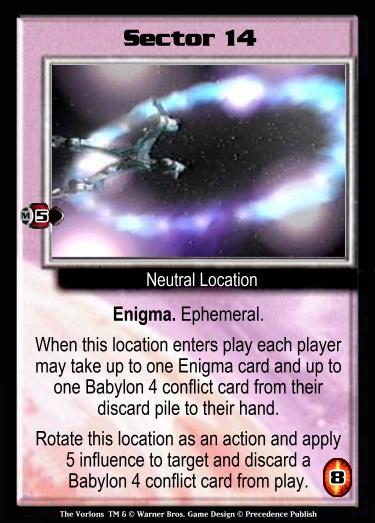 Sector 14
M 5
Neutral Location
Enigma. Ephemeral.
When this location enters play each player
may take up to one Enigma card and up to
one Babylon 4 conflict card from their
discard pile to their hand.
Rotate this location as an action and apply
5 influence to target and discard a
Babylon 4 conflict card from play.
8
The Vorlons TM & © Warner Bros. Game Design © Precedence Publish